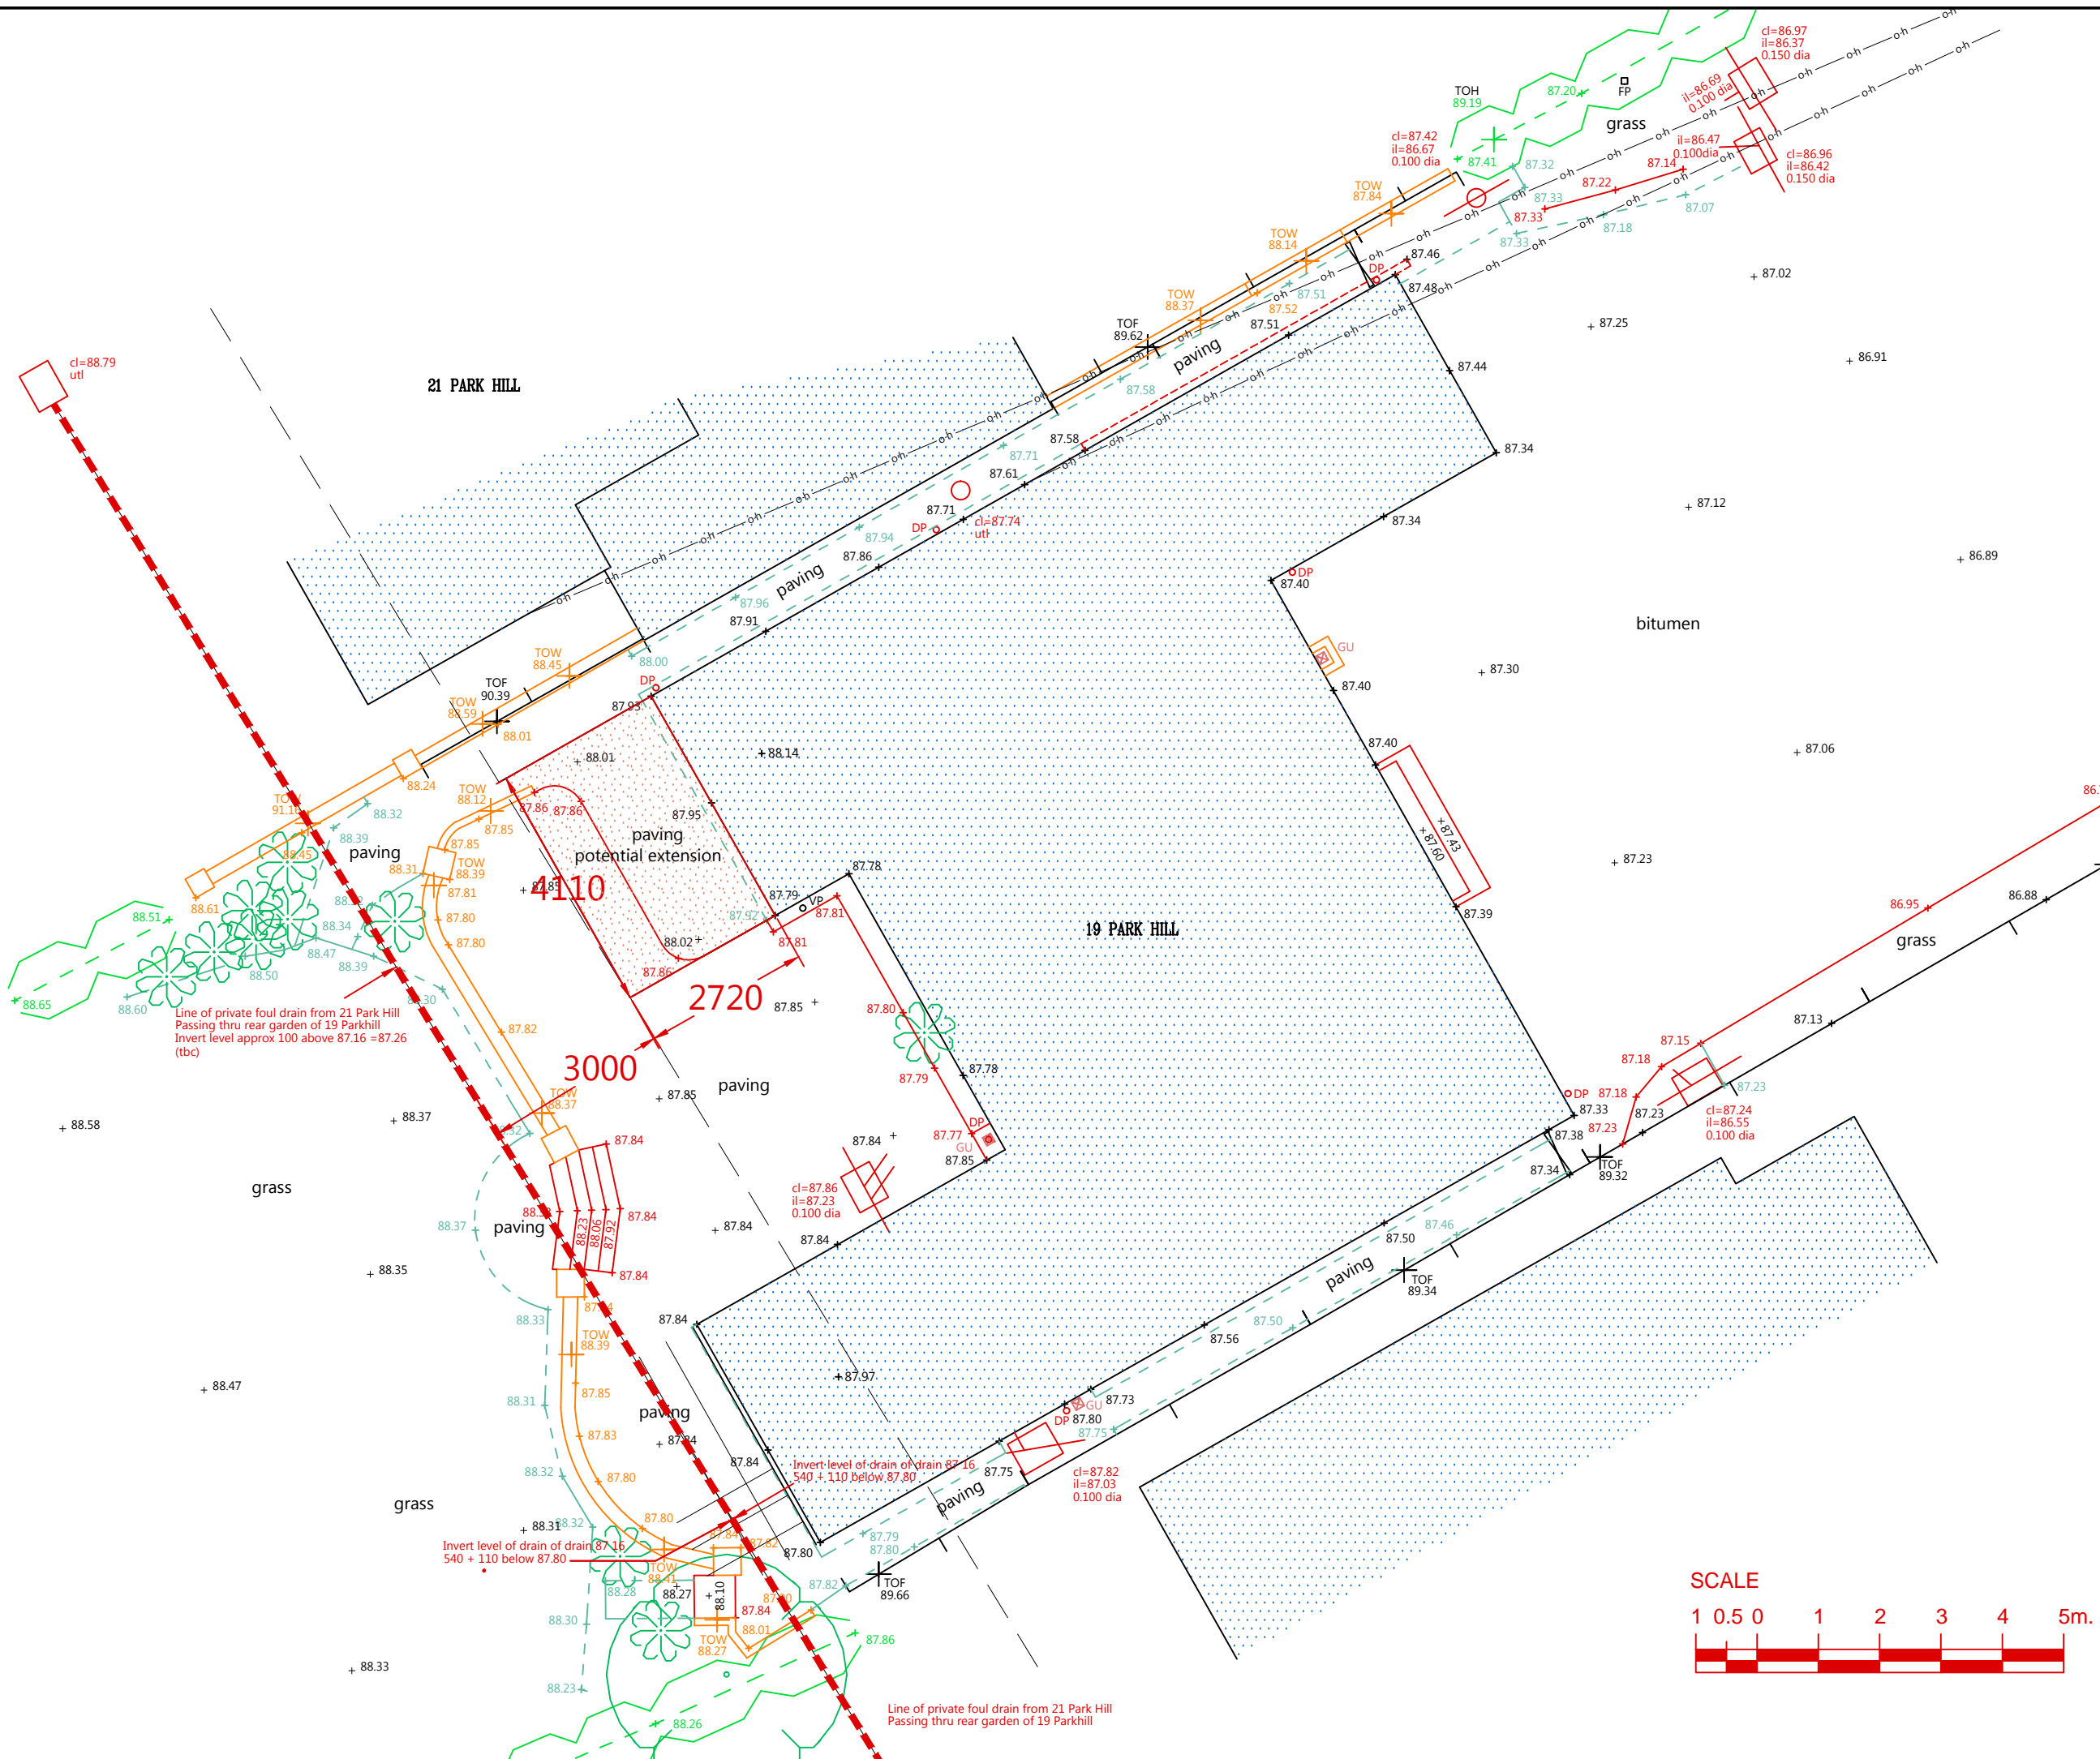 cl=86.97
il=86.37
0.150 dia
il=86.69
0.100 dia
TOH
89.19
87.20
FP
grass
cl=87.42
il=86.67
0.100 dia
87.41
87.32
il=86.47
0.100dia
87.14
cl=86.96
il=86.42
0.150 dia
TOW
87.84
87.22
87.33
87.33
87.07
87.18
87.33
TOW
88.14
87.46
DP
87.48
87.02
TOW
88.37
87.51
87.52
87.51
87.25
TOF
89.62
paving
86.91
cl=88.79
utl
21 PARK HILL
87.58
87.44
87.58
87.71
87.34
87.61
87.71
cl=87.74
utl
DP
87.94
87.34
87.12
87.86
86.89
paving
DP
87.40
87.96
87.91
bitumen
TOW
88.45
88.00
GU
87.30
TOF
90.39
DP
87.40
TOW
88.59
87.93
88.01
88.01
88.14
87.40
87.06
88.24
TOW
88.12
87.86
87.86
TOW
88.32
87.85
87.95
88.39
87.43
87.60
paving
87.85
paving
potential extension
88.45
88.31
TOW
88.39
87.78
87.23
4110
87.81
87.79
VP
87.81
87.39
86.95
86.88
88.61
88.51
87.80
87.92
19 PARK HILL
88.34
88.02
87.81
grass
87.80
88.47
88.39
87.86
88.50
88.65
88.60
2720
87.85
Line of private foul drain from 21 Park Hill
Passing thru rear garden of 19 Parkhill
Invert level approx 100 above 87.16 =87.26
(tbc)
87.82
87.80
87.13
87.15
87.18
3000
87.79
87.78
paving
87.18
87.23
DP
TOW
88.37
87.85
87.33
87.23
cl=87.24
il=86.55
0.100 dia
88.58
88.37
87.84
87.84
DP
87.77
GU
87.38
87.23
87.85
87.34
TOF
89.32
grass
cl=87.86
il=87.23
0.100 dia
88.23
88.06
87.92
87.84
87.84
88.37
paving
87.84
87.46
87.50
88.35
87.84
paving
TOF
89.34
88.33
87.84
87.50
TOW
88.39
87.56
88.47
87.85
87.97
88.31
87.73
GU
DP
87.80
paving
87.84
87.83
87.75
87.84
Invert level of drain of drain 87.16
540 + 110 below 87.80
88.32
87.80
87.75
cl=87.82
il=87.03
0.100 dia
paving
grass
87.80
88.31
88.32
87.84
87.82
87.79
87.80
Invert level of drain of drain 87.16
540 + 110 below 87.80
87.80
TOW
88.41
88.28
88.27
88.10
87.82
TOF
89.66
SCALE
87.84
88.30
88.01
1 0.5 0 1 2 3 4 5m.
TOW
88.27
87.86
88.33
88.23
88.26
Line of private foul drain from 21 Park Hill
Passing thru rear garden of 19 Parkhill